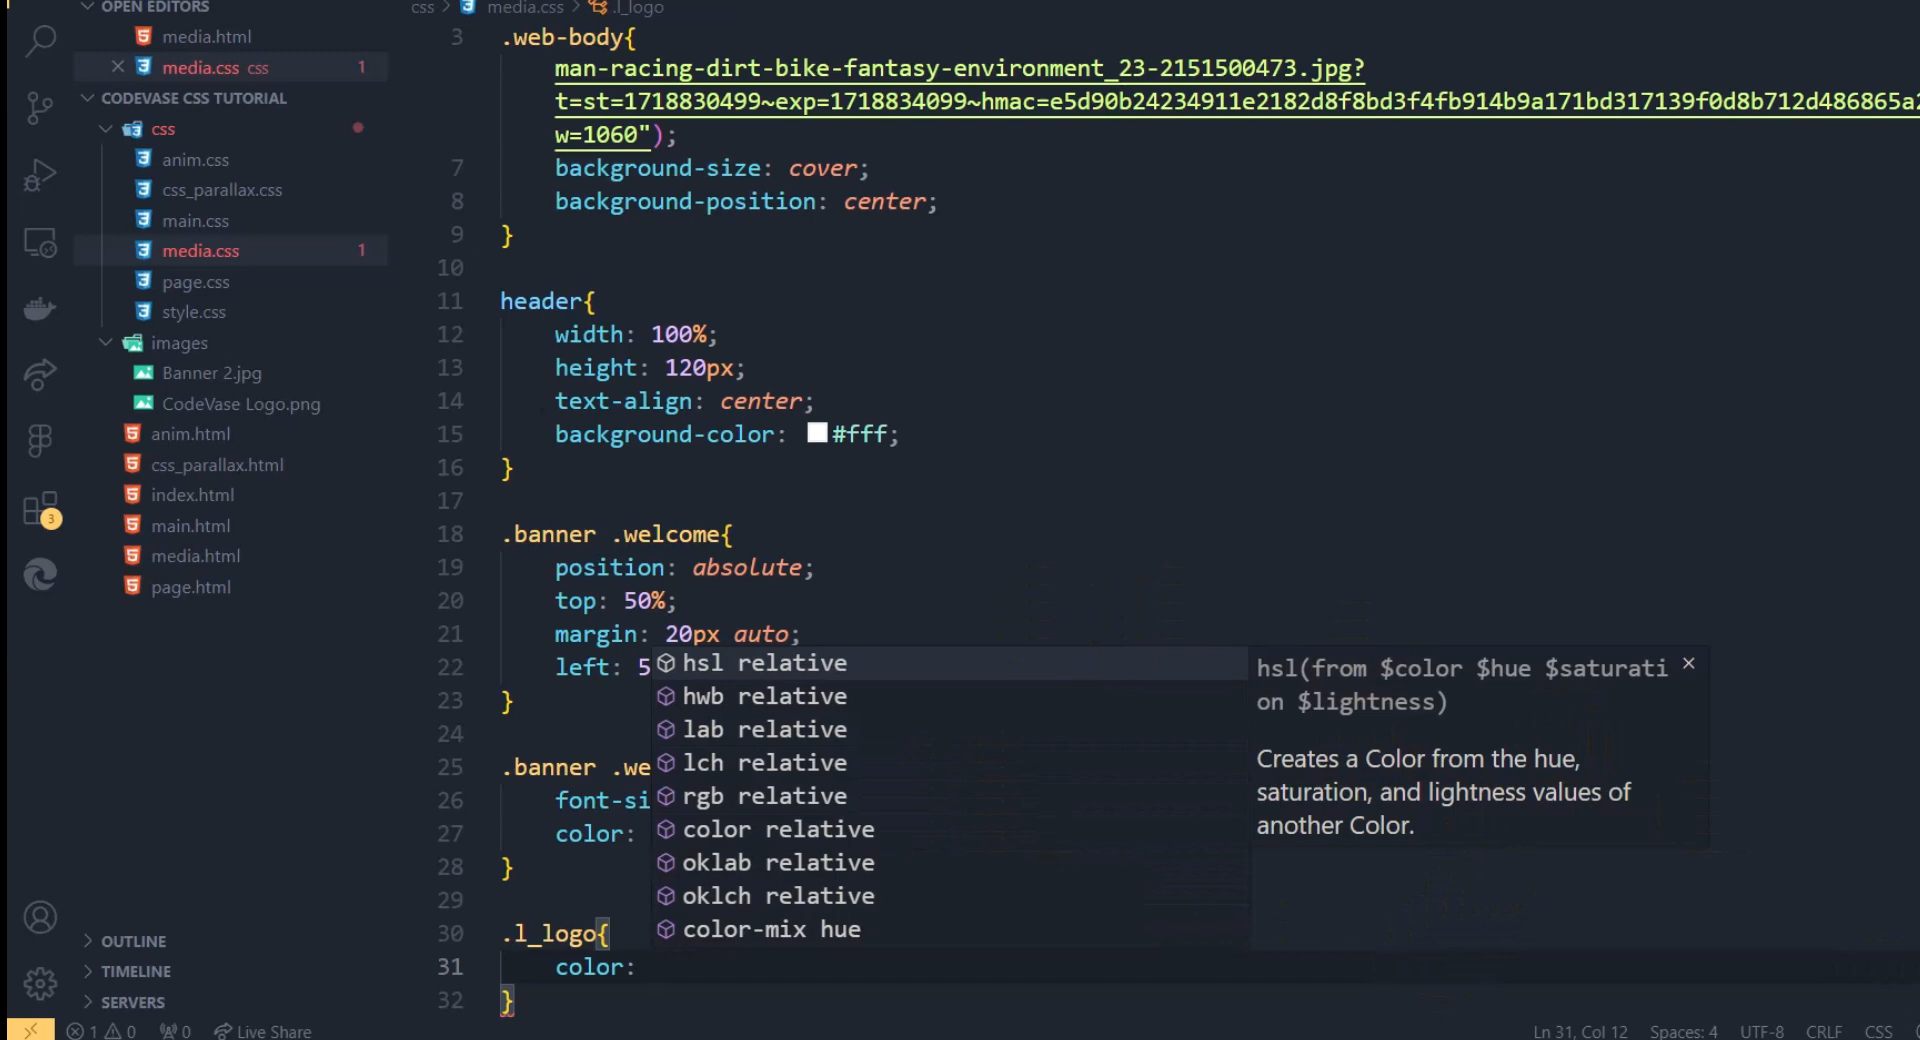 OPEN EDITORS
media.html
media.css css 1
CODEVASE CSS TUTORIAL
css
anim.css
css_parallax.css
main.css
media.css 1
page.css
style.css
images
Banner 2.jpg
CodeVase Logo.png
anim.html
css_parallax.html
index.html
main.html
media.html
page.html
3
OUTLINE
TIMELINE
SERVERS
css > media.css > .l_logo
3 .web-body{
man-racing-dirt-bike-fantasy-environment_23-2151500473.jpg?
t=st=1718830499~exp=1718834099~hmac=e5d90b24234911e2182d8f8bd3f4fb914b9a171bd317139f0d8b712d486865a
w=1060");
7 background-size: cover;
8 background-position: center;
9 }
10
11 header{
12 width: 100%;
13 height: 120px;
14 text-align: center;
15 background-color: #fff;
16 }
17
18 .banner .welcome{
19 position: absolute;
20 top: 50%;
21 margin: 20px auto;
22 left: 5
23 }
24
25 .banner .we
26 font-si
27 color:
28 }
29
30 .l_logo{
31 color:
32 }
hsl relative
hwb relative
lab relative
lch relative
rgb relative
color relative
oklab relative
oklch relative
color-mix hue
hsl(from $color $hue $saturati
on $lightness)
Creates a Color from the hue,
saturation, and lightness values of
another Color.
1 0 0 Live Share Ln 31, Col 12 Spaces: 4 UTF-8 CRLF CSS